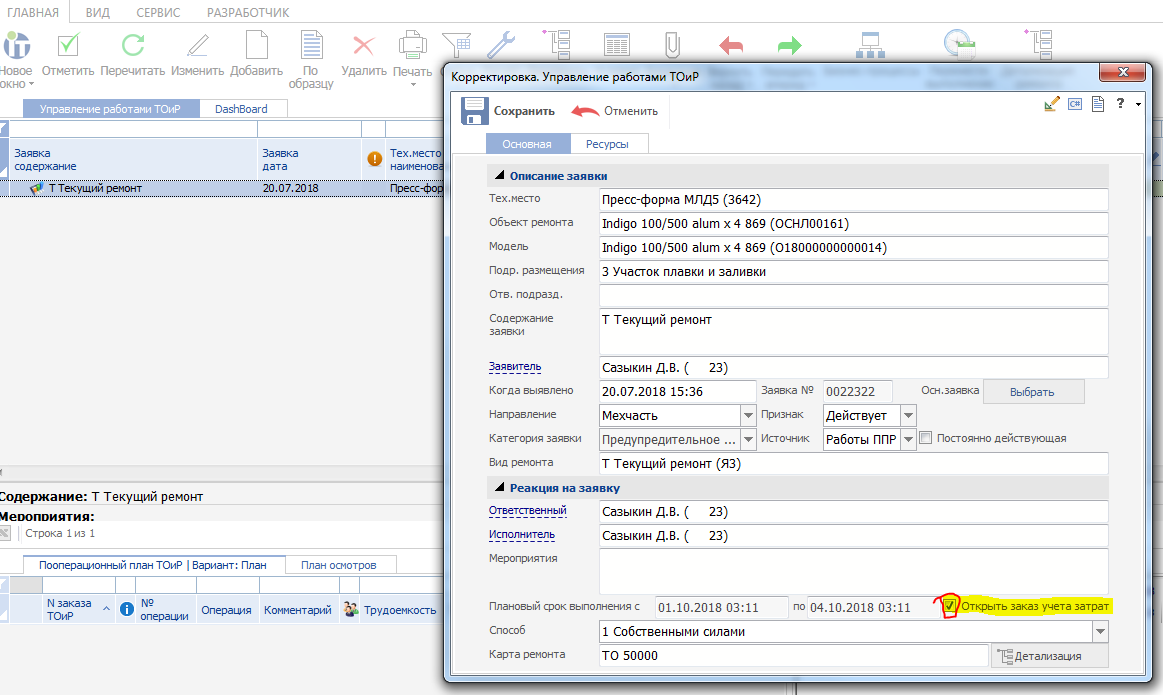 ГЛАВНАЯ ВИД СЕРВИС РАЗРАБОТЧИК
Новое окно Отметить Перечитать Изменить Добавить По образцу Удалить Печать
Управление работами ТОиР DashBoard
Заявка содержание Заявка дата Тех.место наименова
Т Текущий ремонт 20.07.2018 Пресс-фор
Содержание: Т Текущий ремонт
Мероприятия:
Строка 1 из 1
Пооперационный план ТОиР | Вариант: План План осмотров
N заказа ТОиР № операции Операция Комментарий Трудоемкость
Корректировка. Управление работами ТОиР
Сохранить Отменить C# ?
Основная Ресурсы
Описание заявки
Тех.место Пресс-форма МЛД5 (3642)
Объект ремонта Indigo 100/500 alum x 4 869 (ОСНЛ00161)
Модель Indigo 100/500 alum x 4 869 (О18000000000014)
Подр. размещения 3 Участок плавки и заливки
Отв. подразд.
Содержание заявки Т Текущий ремонт
Заявитель Сазыкин Д.В. ( 23)
Когда выявлено 20.07.2018 15:36 Заявка № 0022322 Осн.заявка Выбрать
Направление Мехчасть Признак Действует
Категория заявки Предупредительное ... Источник Работы ППР Постоянно действующая
Вид ремонта Т Текущий ремонт (ЯЗ)
Реакция на заявку
Ответственный Сазыкин Д.В. ( 23)
Исполнитель Сазыкин Д.В. ( 23)
Мероприятия
Плановый срок выполнения с 01.10.2018 03:11 по 04.10.2018 03:11 Открыть заказ учета затрат
Способ 1 Собственными силами
Карта ремонта ТО 50000 Детализация